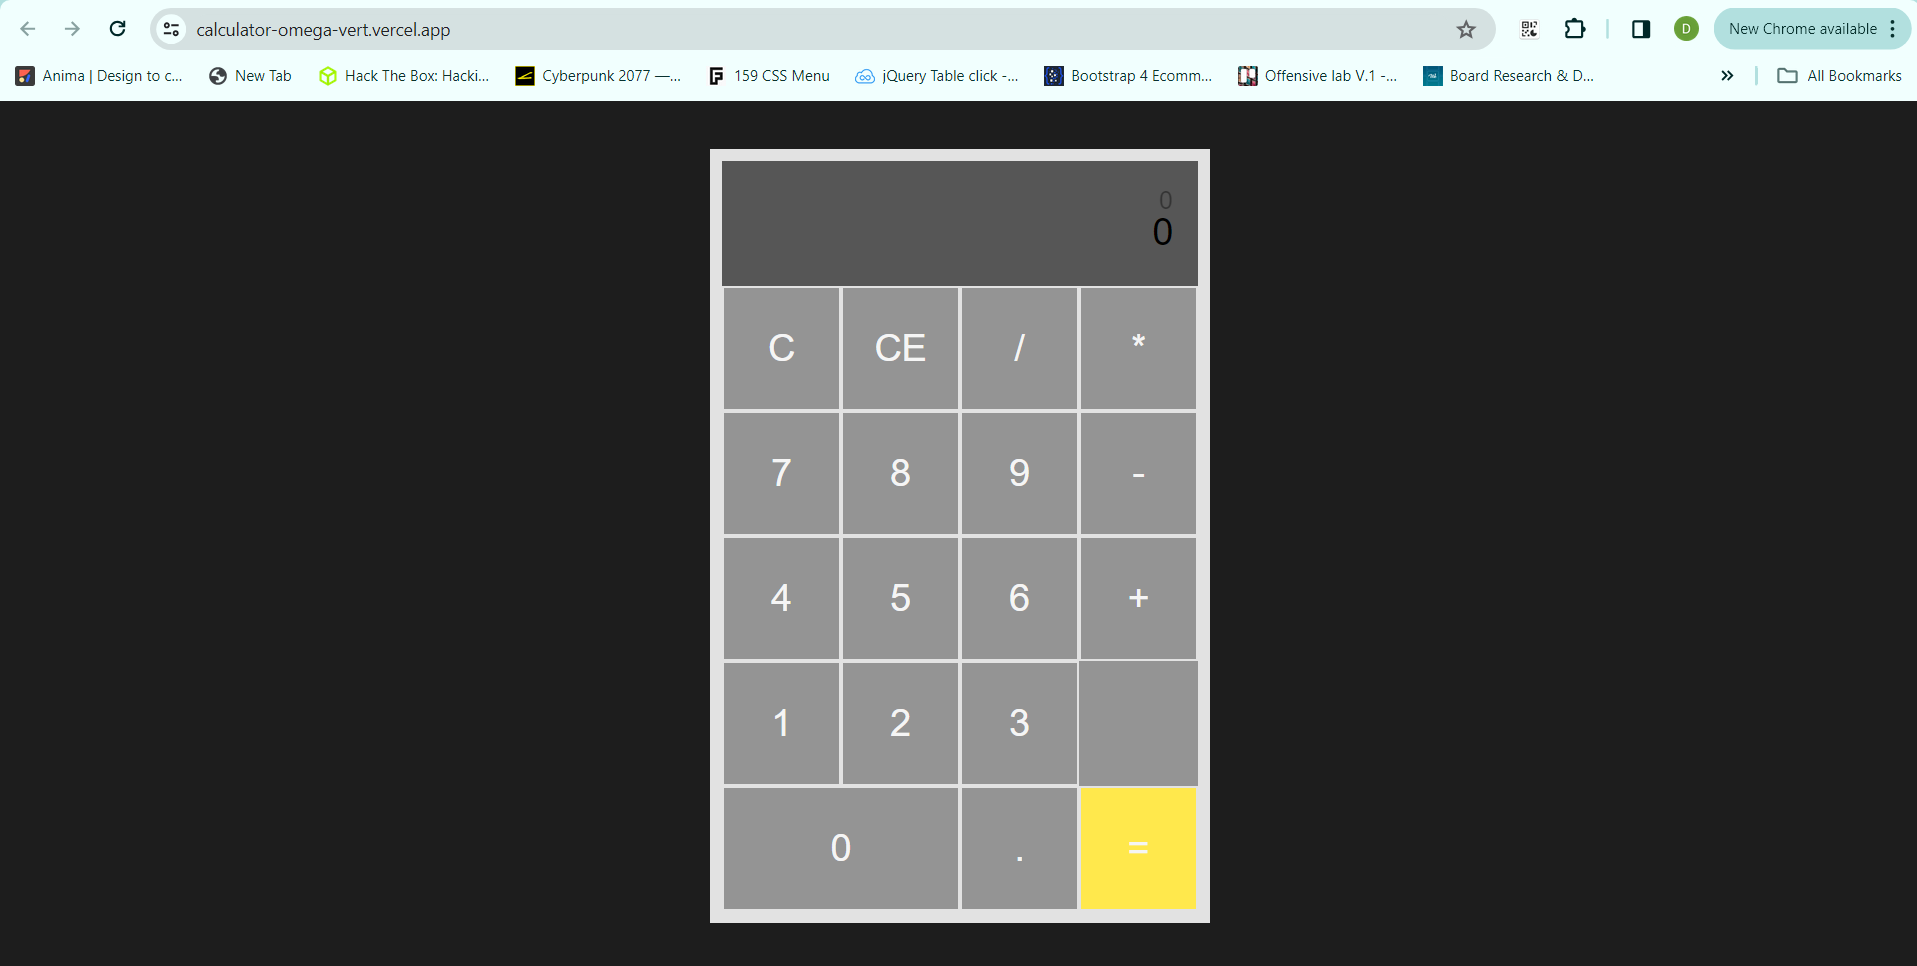 calculator-omega-vert.vercel.app
D
New Chrome available
Anima | Design to c...
New Tab
Hack The Box: Hacki...
Cyberpunk 2077 —...
159 CSS Menu
jQuery Table click -...
Bootstrap 4 Ecomm...
Offensive lab V.1 -...
Board Research & D...
»
All Bookmarks
0
0
C CE / *
7 8 9 -
4 5 6 +
1 2 3
0 . =